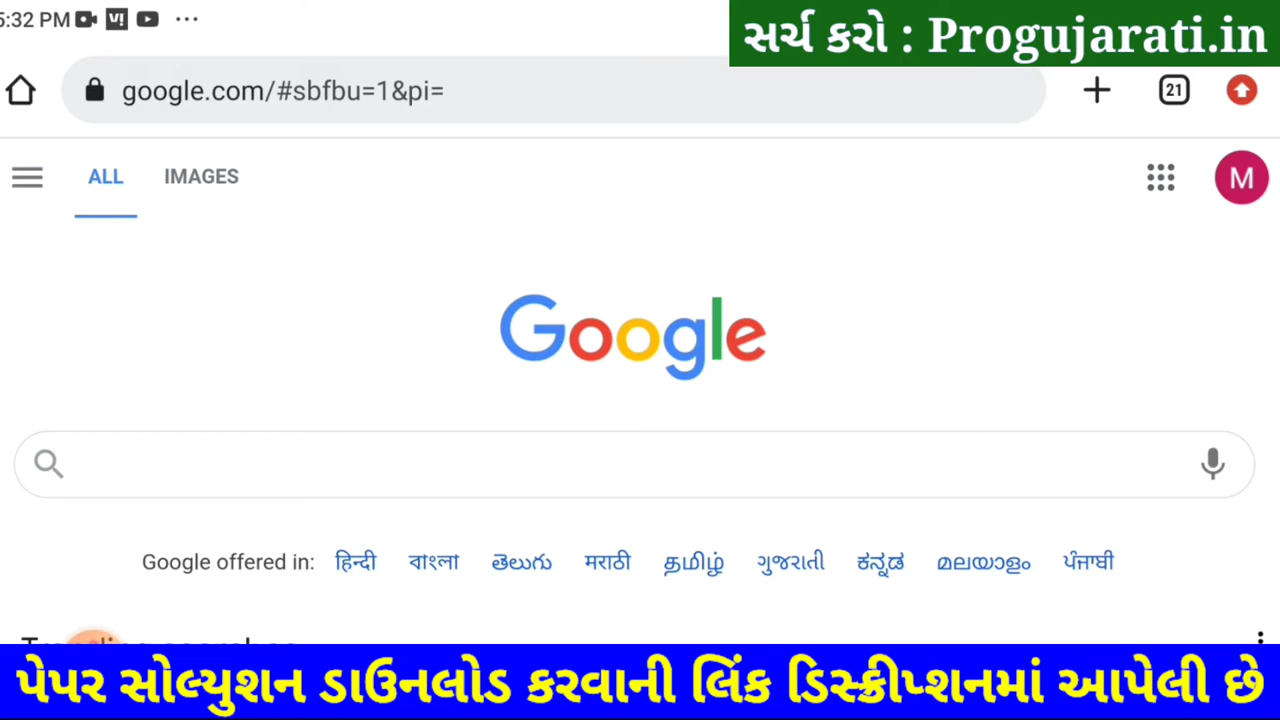 5:32 PM
સર્ચ કરો : Progujarati.in
google.com/#sbfbu=1&pi=
21
ALL IMAGES
M
Google
Google offered in: हिन्दी বাংলা తెలుగు मराठी தமிழ் ગુજરાતી ಕನ್ನಡ മലയാളം ਪੰਜਾਬੀ
પેપર સોલ્યુશન ડાઉનલોડ કરવાની લિંક ડિસ્ક્રીપ્શનમાં આપેલી છે